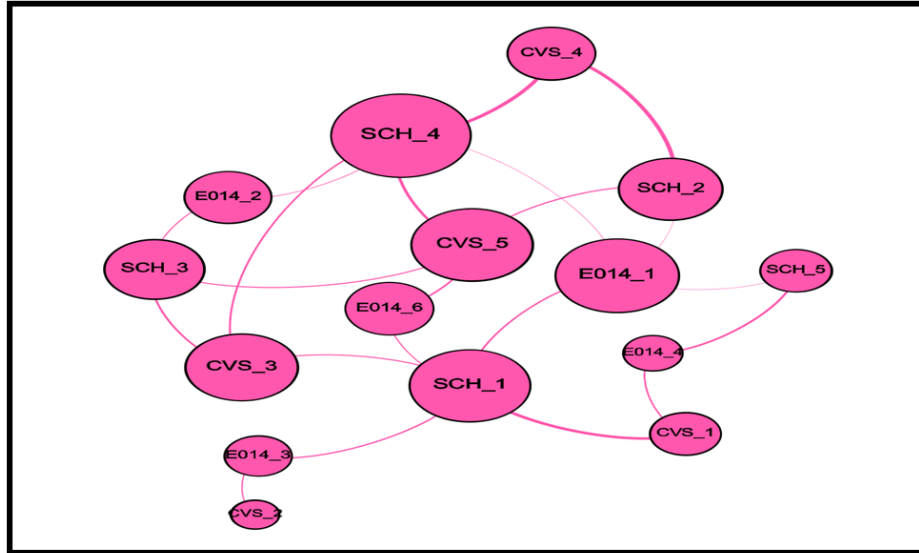 CVS_4
SCH_4
SCH_2
E014_2
CVS_5
SCH_3
E014_1
SCH_5
E014_6
E014_4
CVS_3
SCH_1
CVS_1
E014_3
CVS_2